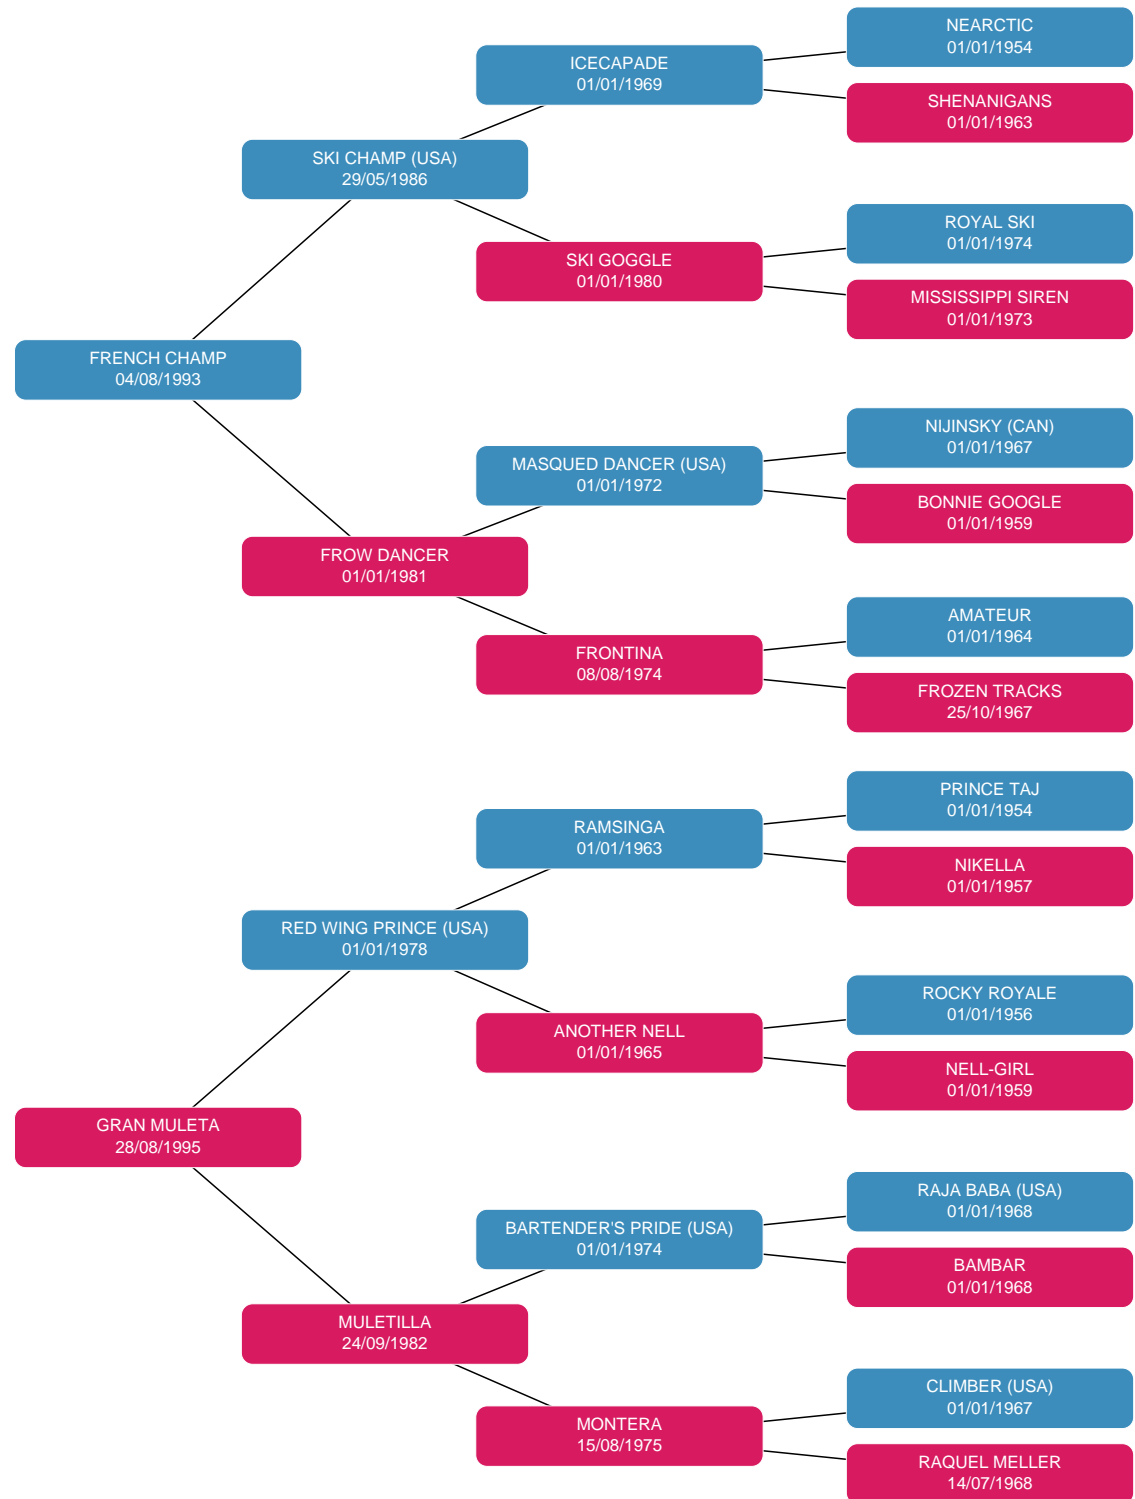 NEARCTIC
01/01/1954
ICECAPADE
01/01/1969
SHENANIGANS
01/01/1963
SKI CHAMP (USA)
29/05/1986
ROYAL SKI
01/01/1974
SKI GOGGLE
01/01/1980
MISSISSIPPI SIREN
01/01/1973
FRENCH CHAMP
04/08/1993
NIJINSKY (CAN)
01/01/1967
MASQUED DANCER (USA)
01/01/1972
BONNIE GOOGLE
01/01/1959
FROW DANCER
01/01/1981
AMATEUR
01/01/1964
FRONTINA
08/08/1974
FROZEN TRACKS
25/10/1967
PRINCE TAJ
01/01/1954
RAMSINGA
01/01/1963
NIKELLA
01/01/1957
RED WING PRINCE (USA)
01/01/1978
ROCKY ROYALE
01/01/1956
ANOTHER NELL
01/01/1965
NELL-GIRL
01/01/1959
GRAN MULETA
28/08/1995
RAJA BABA (USA)
01/01/1968
BARTENDER'S PRIDE (USA)
01/01/1974
BAMBAR
01/01/1968
MULETILLA
24/09/1982
CLIMBER (USA)
01/01/1967
MONTERA
15/08/1975
RAQUEL MELLER
14/07/1968